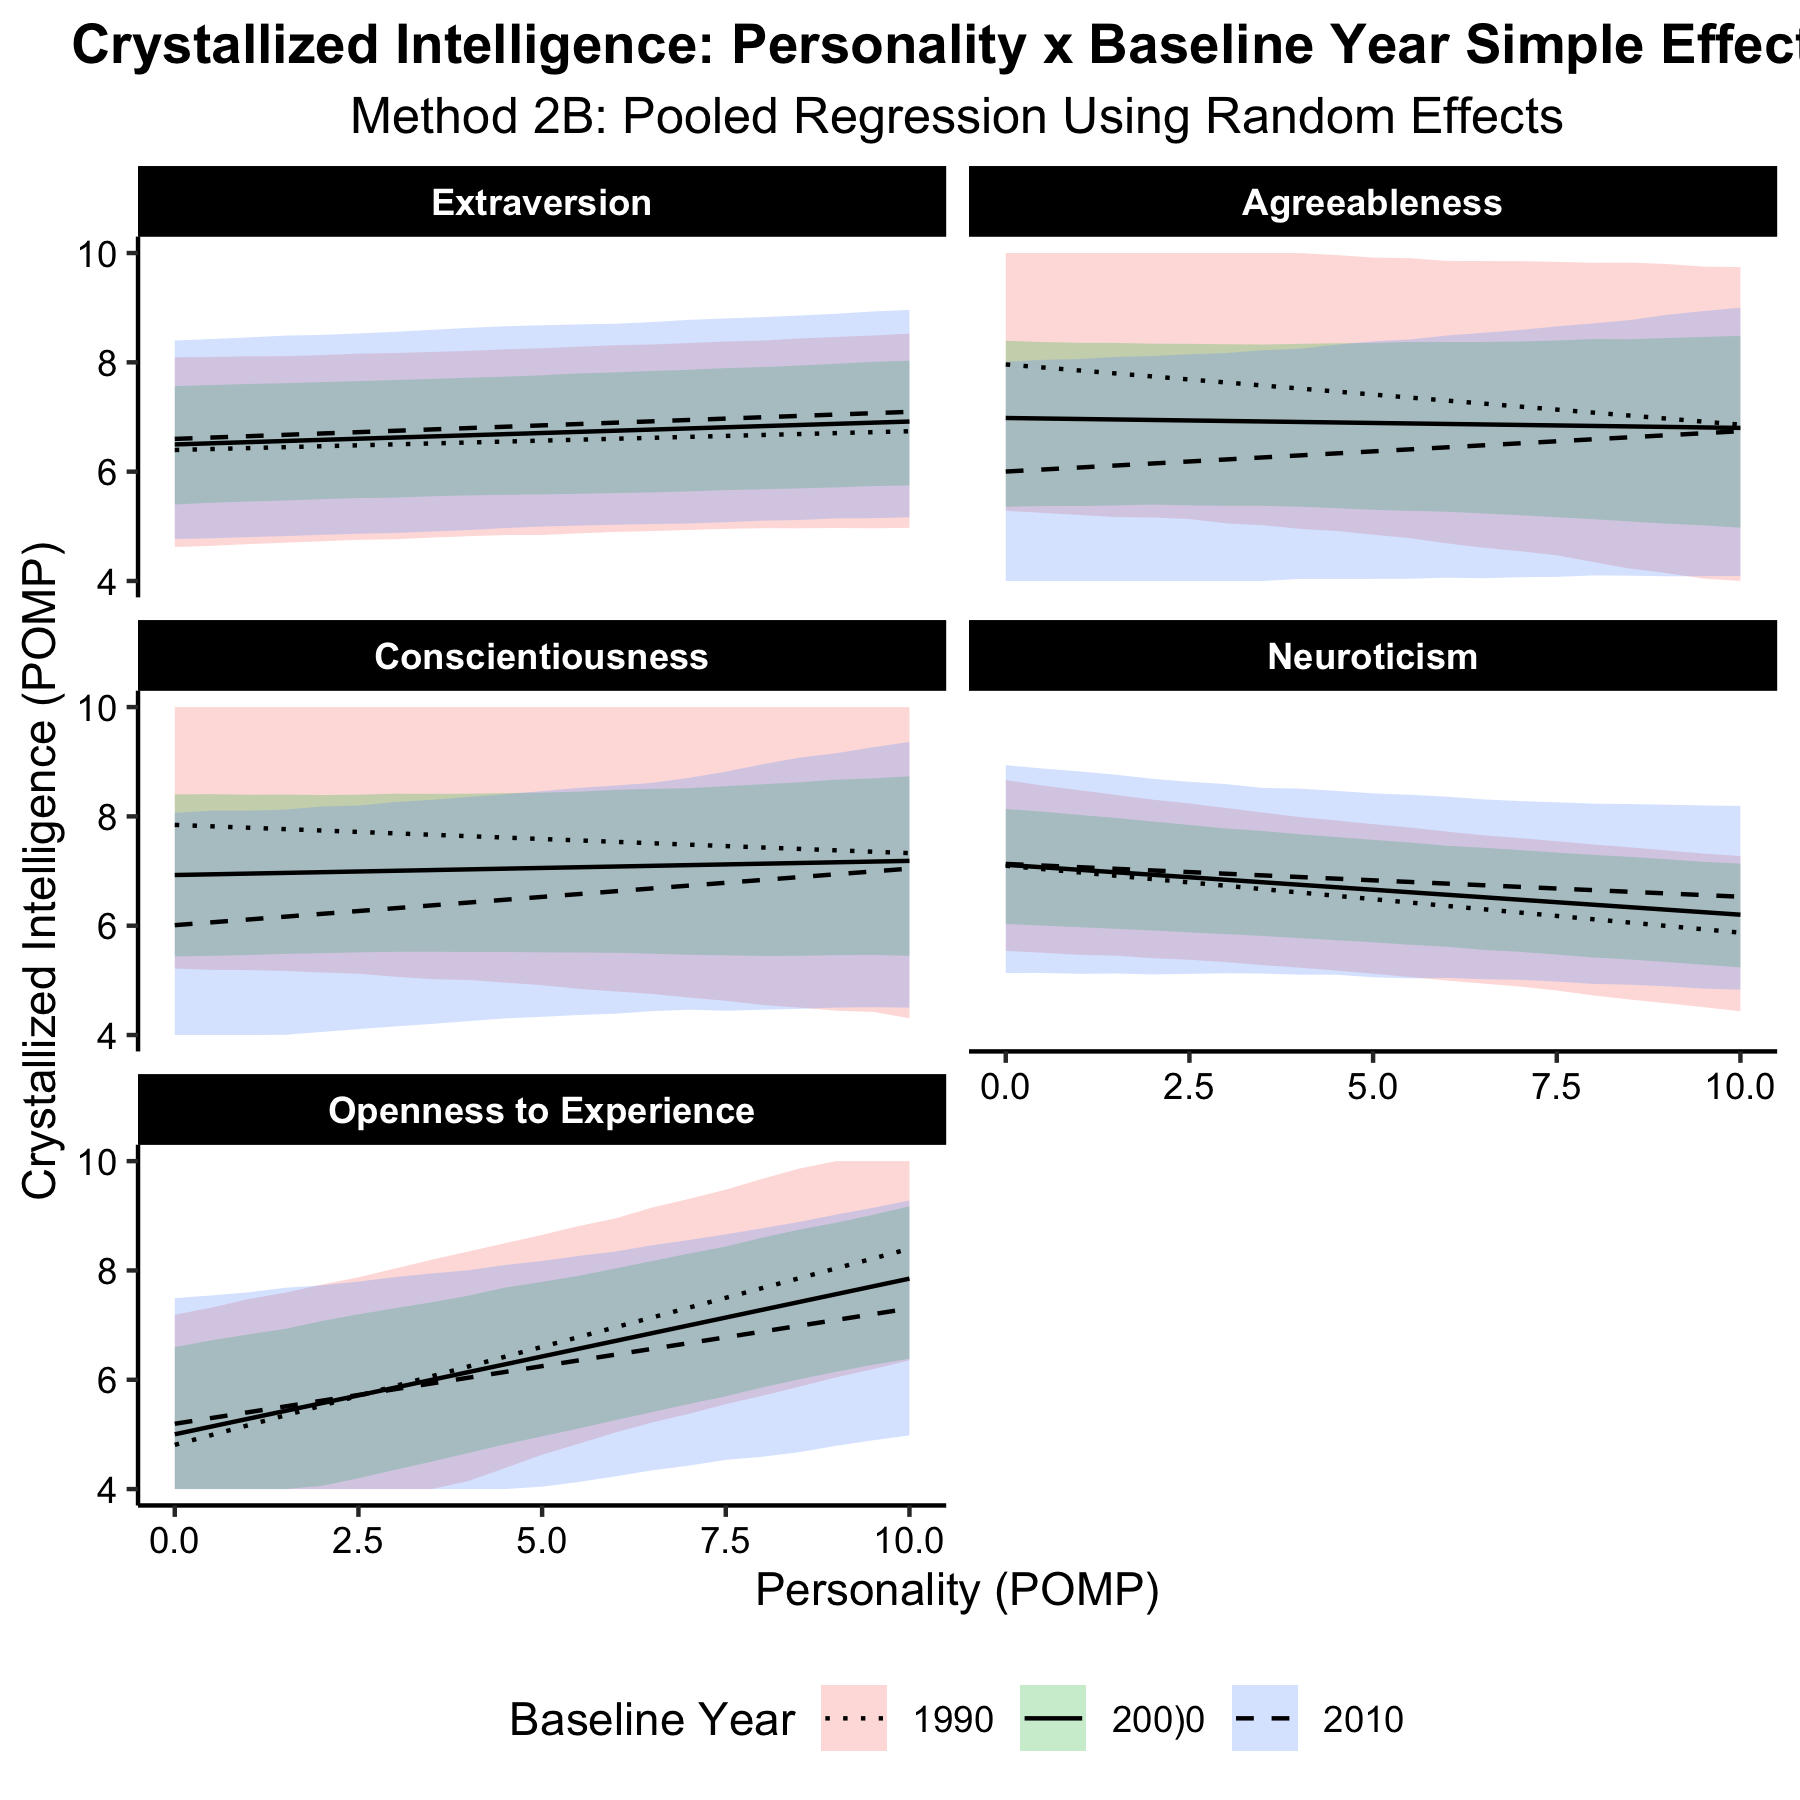 Crystallized Intelligence: Personality x Baseline Year Simple Effect
Method 2B: Pooled Regression Using Random Effects
Extraversion
Agreeableness
10
8
6
4
Conscientiousness
Neuroticism
10
8
6
4
0.0 2.5 5.0 7.5 10.0
Openness to Experience
10
8
6
4
0.0 2.5 5.0 7.5 10.0
Crystallized Intelligence (POMP)
Personality (POMP)
Baseline Year 1990 200)0 2010